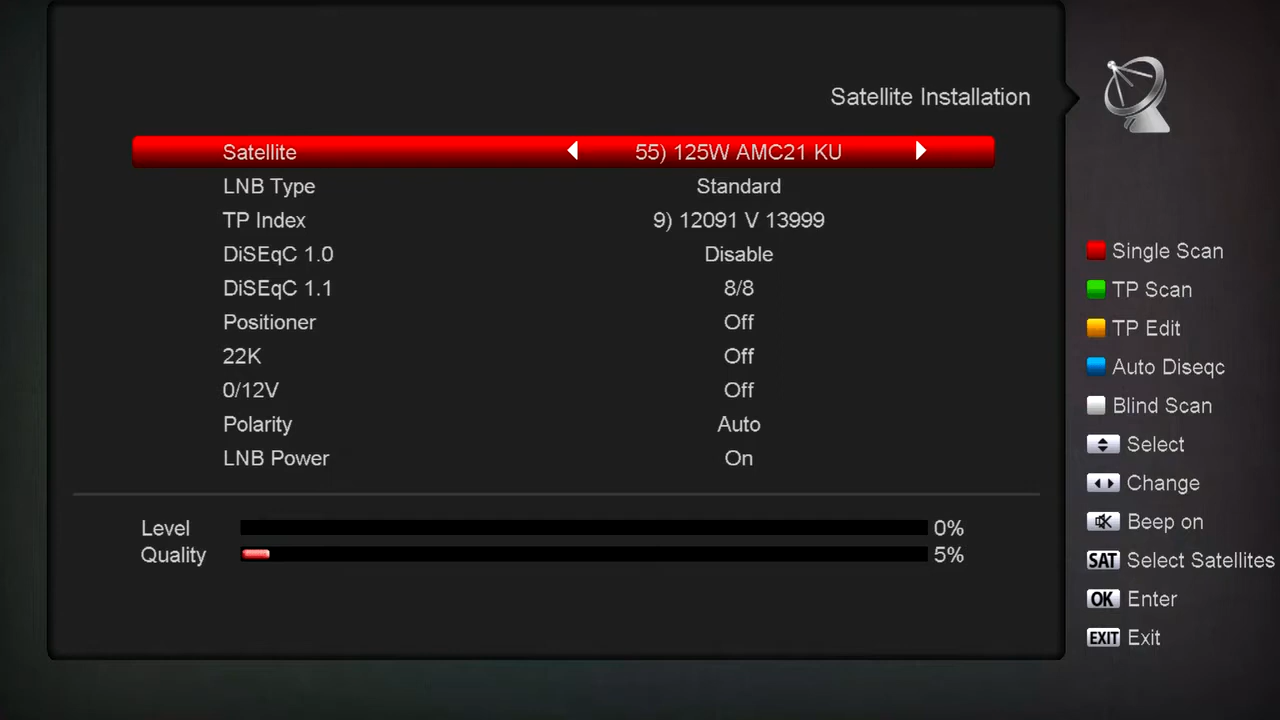 Satellite Installation
Satellite 55) 125W AMC21 KU
LNB Type Standard
TP Index 9) 12091 V 13999
DiSEqC 1.0 Disable
DiSEqC 1.1 8/8
Positioner Off
22K Off
0/12V Off
Polarity Auto
LNB Power On
Level 0%
Quality 5%
Single Scan
TP Scan
TP Edit
Auto Diseqc
Blind Scan
Select
Change
Beep on
SAT Select Satellites
OK Enter
EXIT Exit